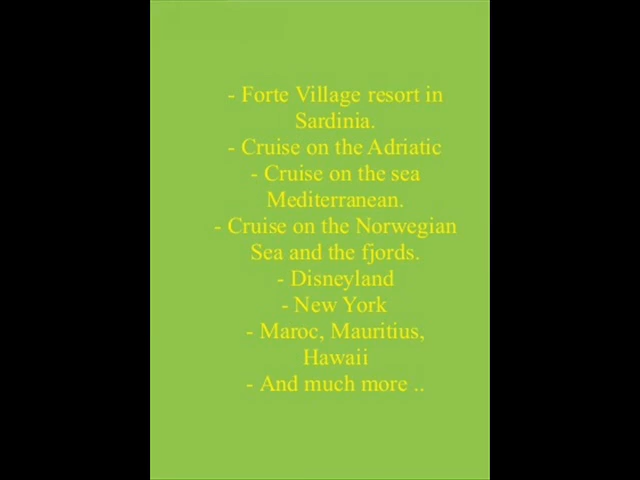 - Forte Village resort in
Sardinia.
- Cruise on the Adriatic
- Cruise on the sea
Mediterranean.
- Cruise on the Norwegian
Sea and the fjords.
- Disneyland
- New York
- Maroc, Mauritius,
Hawaii
- And much more ..